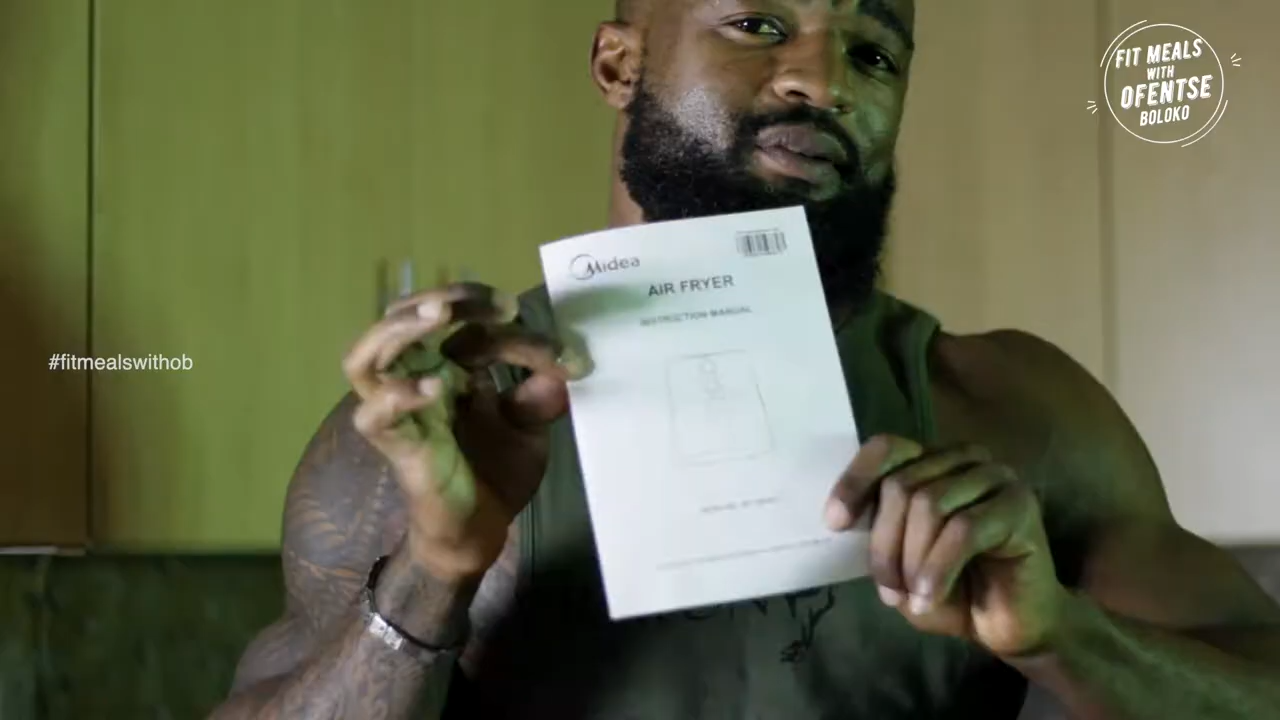 FIT MEALS
WITH
OFENTSE
BOLOKO
Midea
AIR FRYER
INSTRUCTION MANUAL
#fitmealswithob